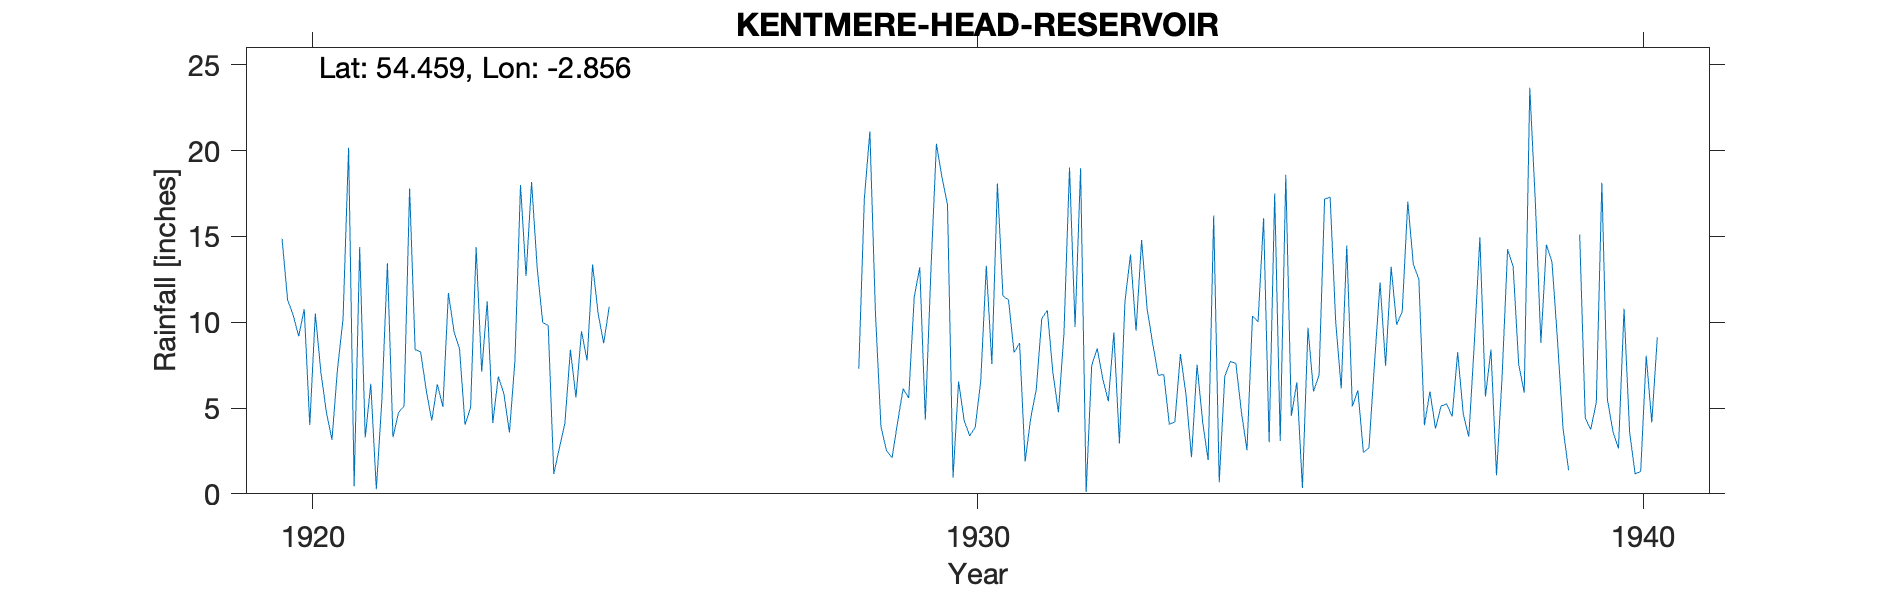 KENTMERE-HEAD-RESERVOIR
Lat: 54.459, Lon: -2.856
25
20
15
10
5
0
Rainfall [inches]
1920 1930 1940
Year